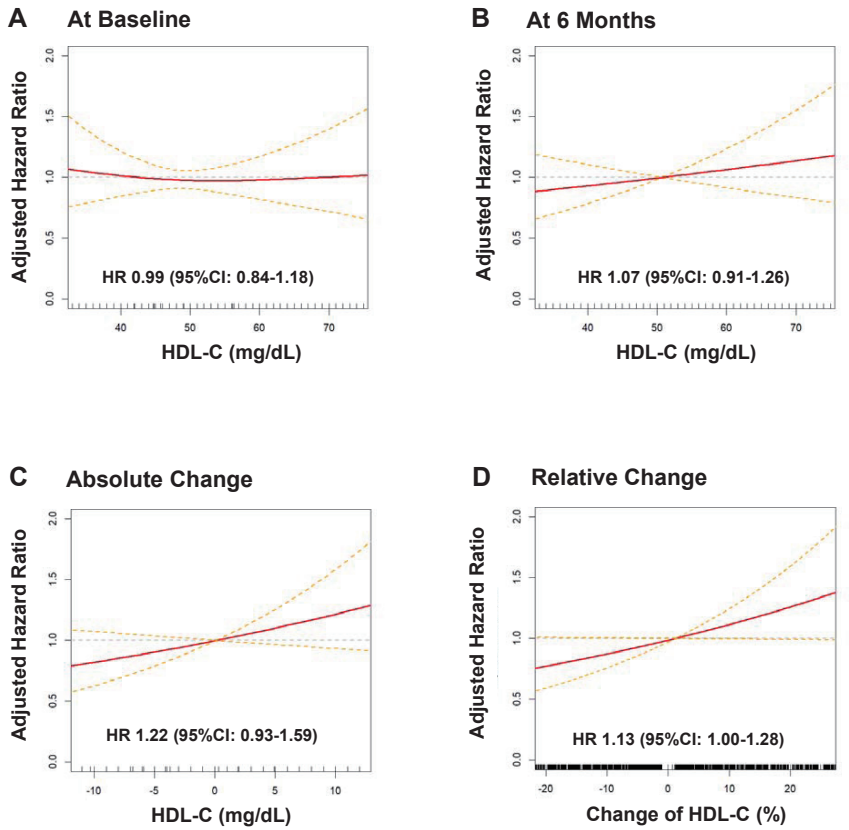 A At Baseline
Adjusted Hazard Ratio
2.0
1.5
1.0
0.5
0.0
HR 0.99 (95%CI: 0.84-1.18)
40 50 60 70
HDL-C (mg/dL)
B At 6 Months
Adjusted Hazard Ratio
2.0
1.5
1.0
0.5
0.0
HR 1.07 (95%CI: 0.91-1.26)
40 50 60 70
HDL-C (mg/dL)
C Absolute Change
Adjusted Hazard Ratio
2.0
1.5
1.0
0.5
0.0
HR 1.22 (95%CI: 0.93-1.59)
-10 -5 0 5 10
HDL-C (mg/dL)
D Relative Change
Adjusted Hazard Ratio
2.0
1.5
1.0
0.5
0.0
HR 1.13 (95%CI: 1.00-1.28)
-20 -10 0 10 20
Change of HDL-C (%)